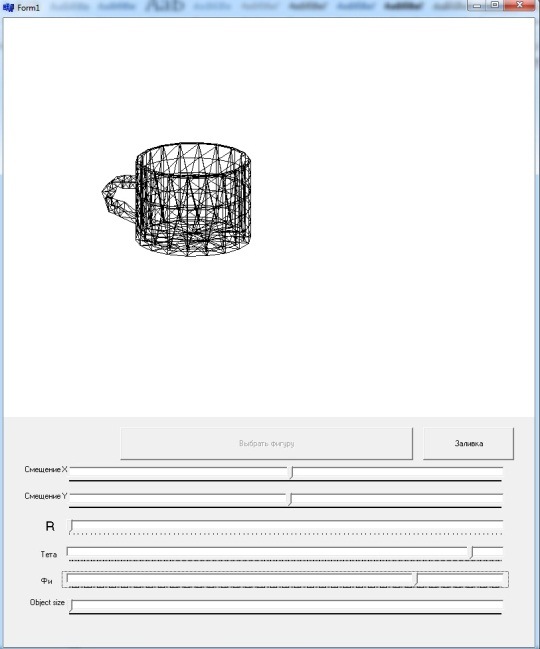 Form1
Выбрать фигуру
Заливка
Смещение X
Смещение Y
R
Тета
Фи
Object size